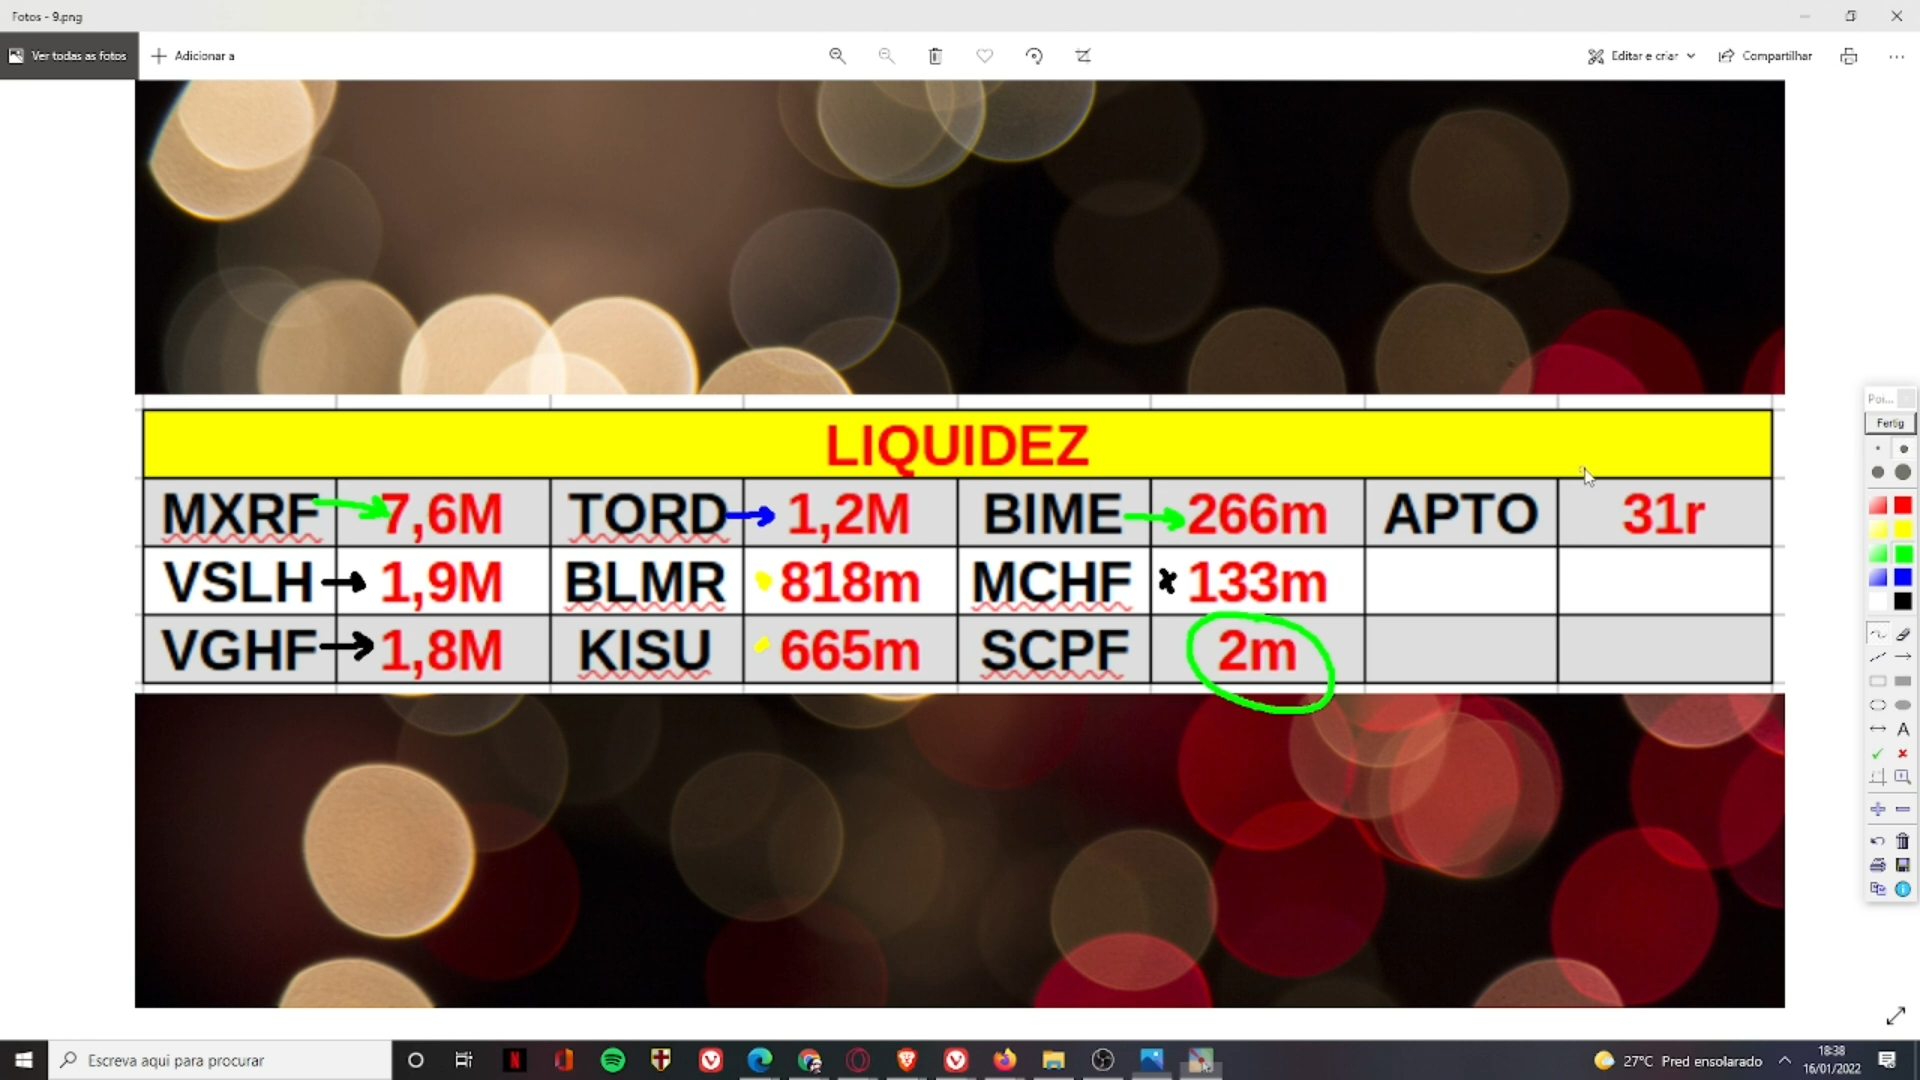 Fotos - 9.png
Ver todas as fotos
Adicionar a
Editar e criar
Compartilhar
LIQUIDEZ
MXRF 7,6M TORD 1,2M BIME 266m APTO 31r
VSLH 1,9M BLMR 818m MCHF 133m
VGHF 1,8M KISU 665m SCPF 2m
Poi...
Fertig
A
Escreva aqui para procurar
27°C Pred ensolarado
18:38
16/01/2022